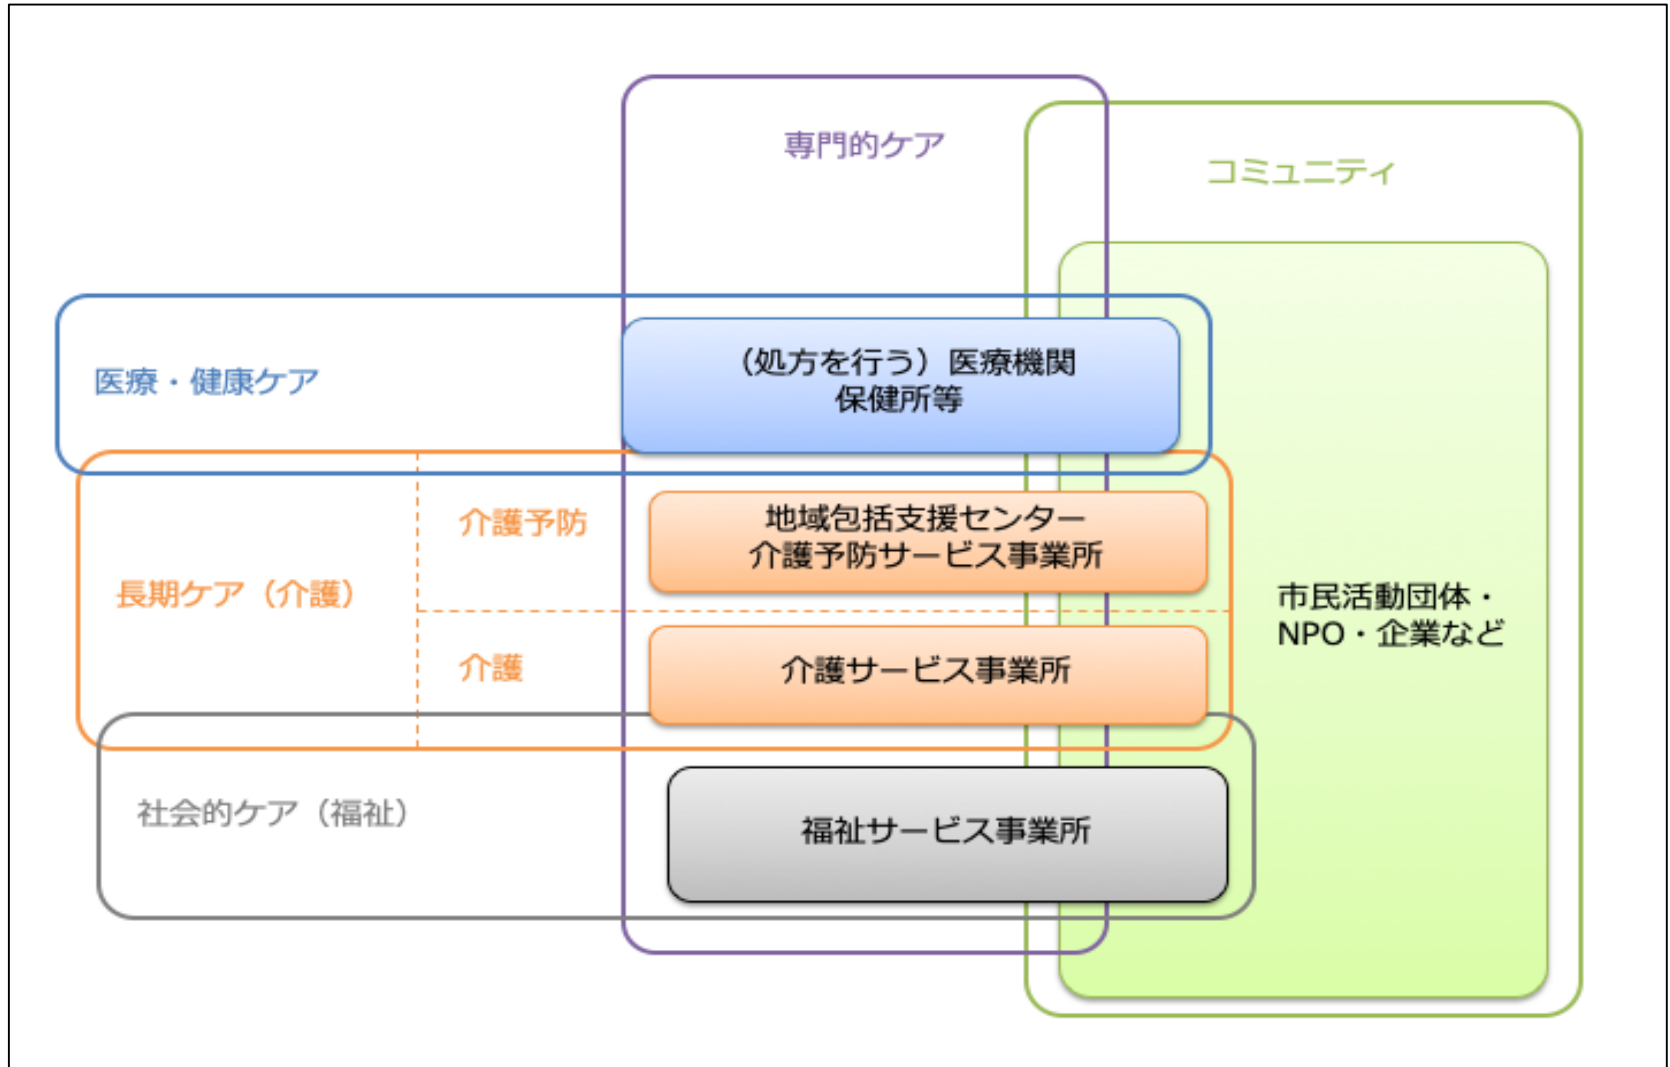 専門的ケア
コミュニティ
医療・健康ケア
（処方を行う）医療機関
保健所等
長期ケア（介護）
介護予防
地域包括支援センター
介護予防サービス事業所
介護
介護サービス事業所
市民活動団体・
NPO・企業など
社会的ケア（福祉）
福祉サービス事業所